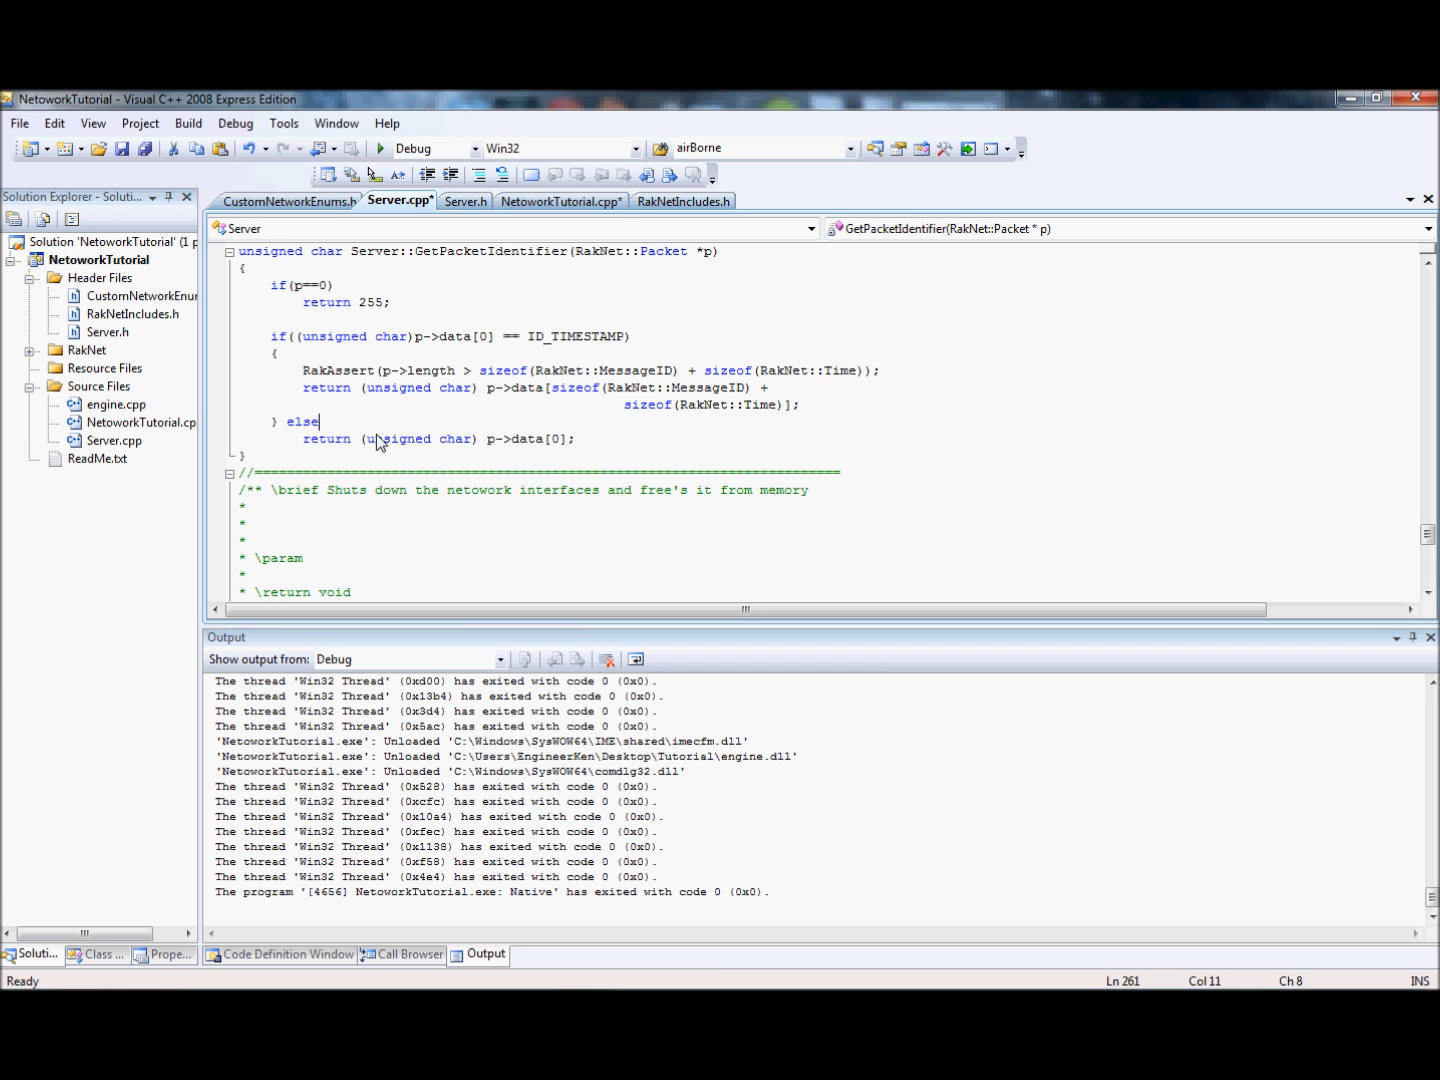 NetoworkTutorial - Visual C++ 2008 Express Edition
File Edit View Project Build Debug Tools Window Help
Debug Win32 airBorne
Solution Explorer - Soluti...
CustomNetworkEnums.h Server.cpp* Server.h NetoworkTutorial.cpp* RakNetIncludes.h
Server GetPacketIdentifier(RakNet::Packet * p)
Solution 'NetoworkTutorial' (1 p
NetoworkTutorial
Header Files
CustomNetworkEnur
RakNetIncludes.h
Server.h
RakNet
Resource Files
Source Files
engine.cpp
NetoworkTutorial.cp
Server.cpp
ReadMe.txt
unsigned char Server::GetPacketIdentifier(RakNet::Packet *p)
{
if(p==0)
return 255;
if((unsigned char)p->data[0] == ID_TIMESTAMP)
{
RakAssert(p->length > sizeof(RakNet::MessageID) + sizeof(RakNet::Time));
return (unsigned char) p->data[sizeof(RakNet::MessageID) +
sizeof(RakNet::Time)];
} else
return (unsigned char) p->data[0];
}
//=========================================================================
/** \brief Shuts down the netowork interfaces and free's it from memory
*
*
*
* \param
*
* \return void
Output
Show output from: Debug
The thread 'Win32 Thread' (0xd00) has exited with code 0 (0x0).
The thread 'Win32 Thread' (0x13b4) has exited with code 0 (0x0).
The thread 'Win32 Thread' (0x3d4) has exited with code 0 (0x0).
The thread 'Win32 Thread' (0x5ac) has exited with code 0 (0x0).
'NetoworkTutorial.exe': Unloaded 'C:\Windows\SysWOW64\IME\shared\imecfm.dll'
'NetoworkTutorial.exe': Unloaded 'C:\Users\EngineerKen\Desktop\Tutorial\engine.dll'
'NetoworkTutorial.exe': Unloaded 'C:\Windows\SysWOW64\comdlg32.dll'
The thread 'Win32 Thread' (0x528) has exited with code 0 (0x0).
The thread 'Win32 Thread' (0xcfc) has exited with code 0 (0x0).
The thread 'Win32 Thread' (0x10a4) has exited with code 0 (0x0).
The thread 'Win32 Thread' (0xfec) has exited with code 0 (0x0).
The thread 'Win32 Thread' (0x1138) has exited with code 0 (0x0).
The thread 'Win32 Thread' (0xf58) has exited with code 0 (0x0).
The thread 'Win32 Thread' (0x4e4) has exited with code 0 (0x0).
The program '[4656] NetoworkTutorial.exe: Native' has exited with code 0 (0x0).
Soluti... Class ... Prope... Code Definition Window Call Browser Output
Ready Ln 261 Col 11 Ch 8 INS